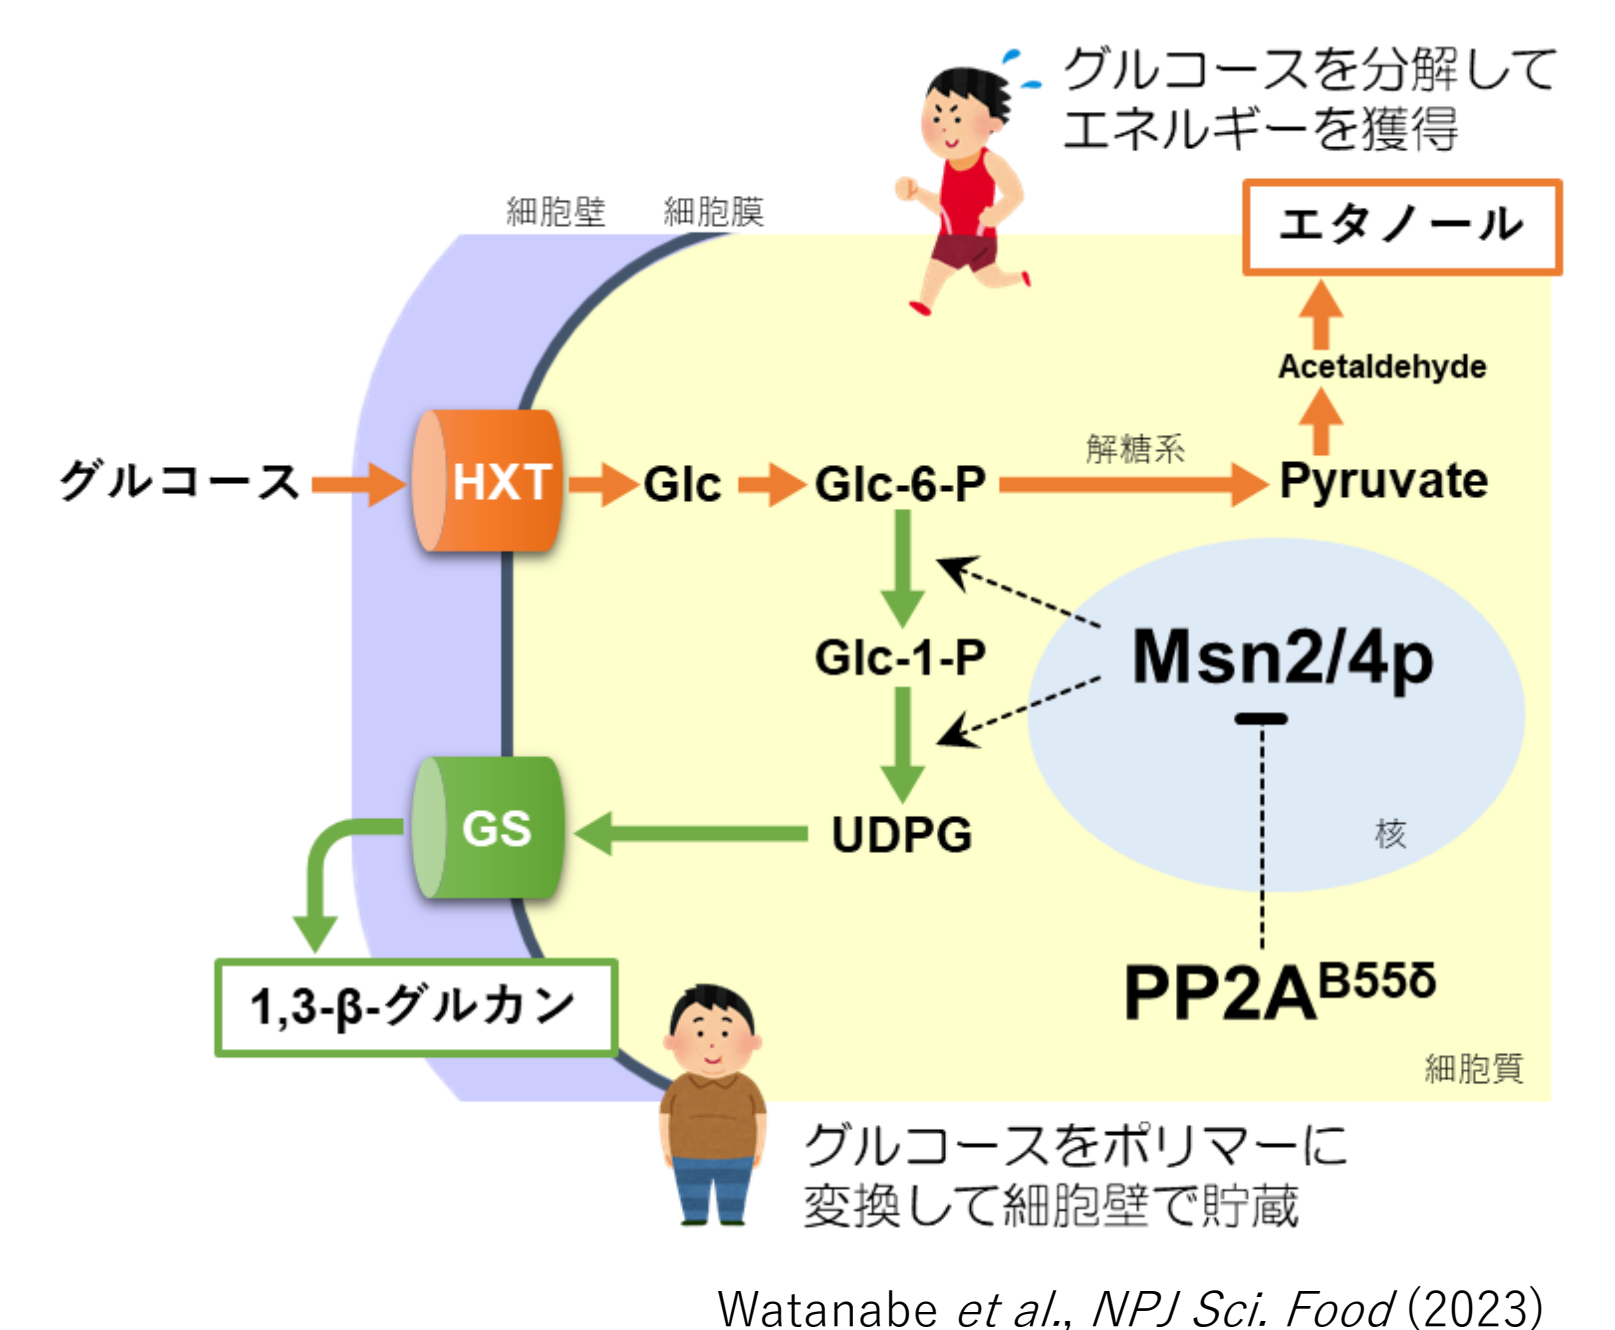 グルコースを分解して
エネルギーを獲得
細胞壁
細胞膜
エタノール
Acetaldehyde
グルコース
HXT
Glc
Glc-6-P
解糖系
Pyruvate
Glc-1-P
Msn2/4p
GS
UDPG
核
1,3-β-グルカン
PP2AB55δ
細胞質
グルコースをポリマーに
変換して細胞壁で貯蔵
Watanabe et al., NPJ Sci. Food (2023)